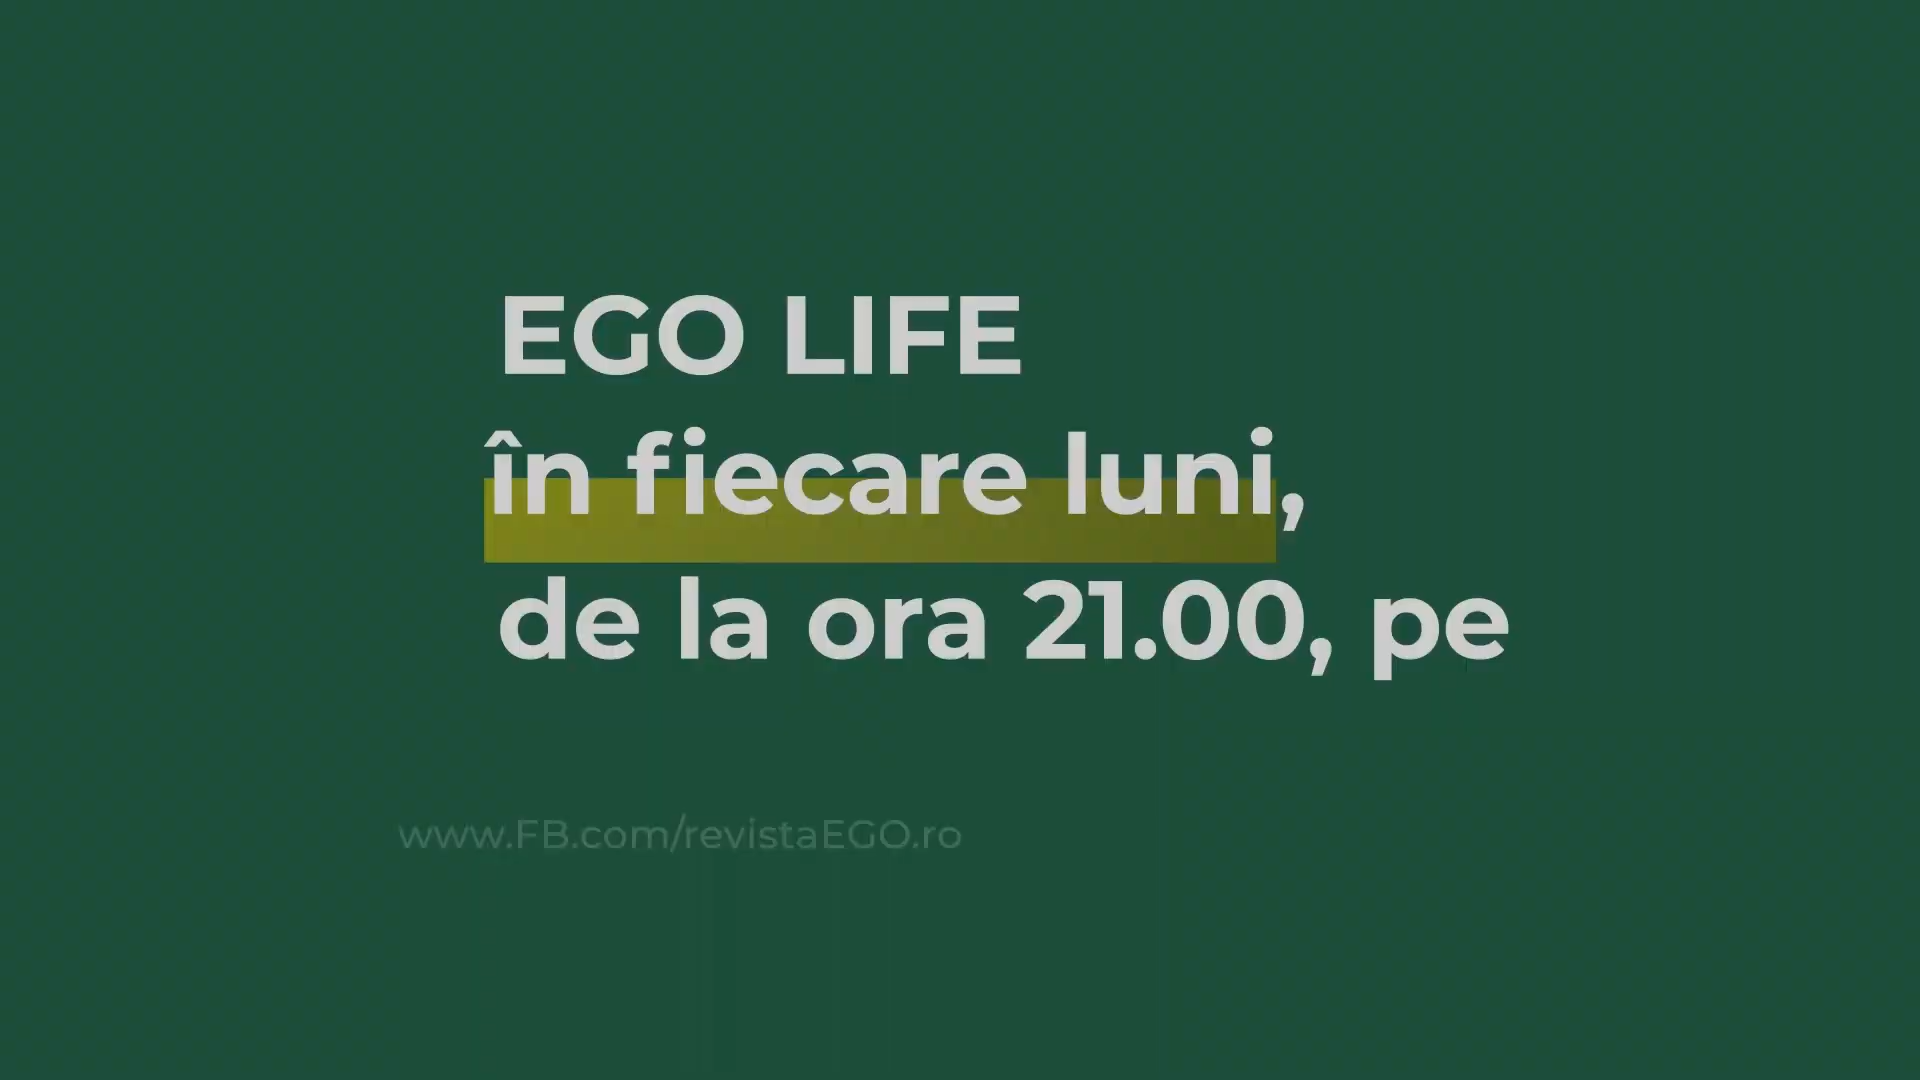 EGO LIFE
în fiecare luni,
de la ora 21.00, pe
www.FB.com/revistaEGO.ro